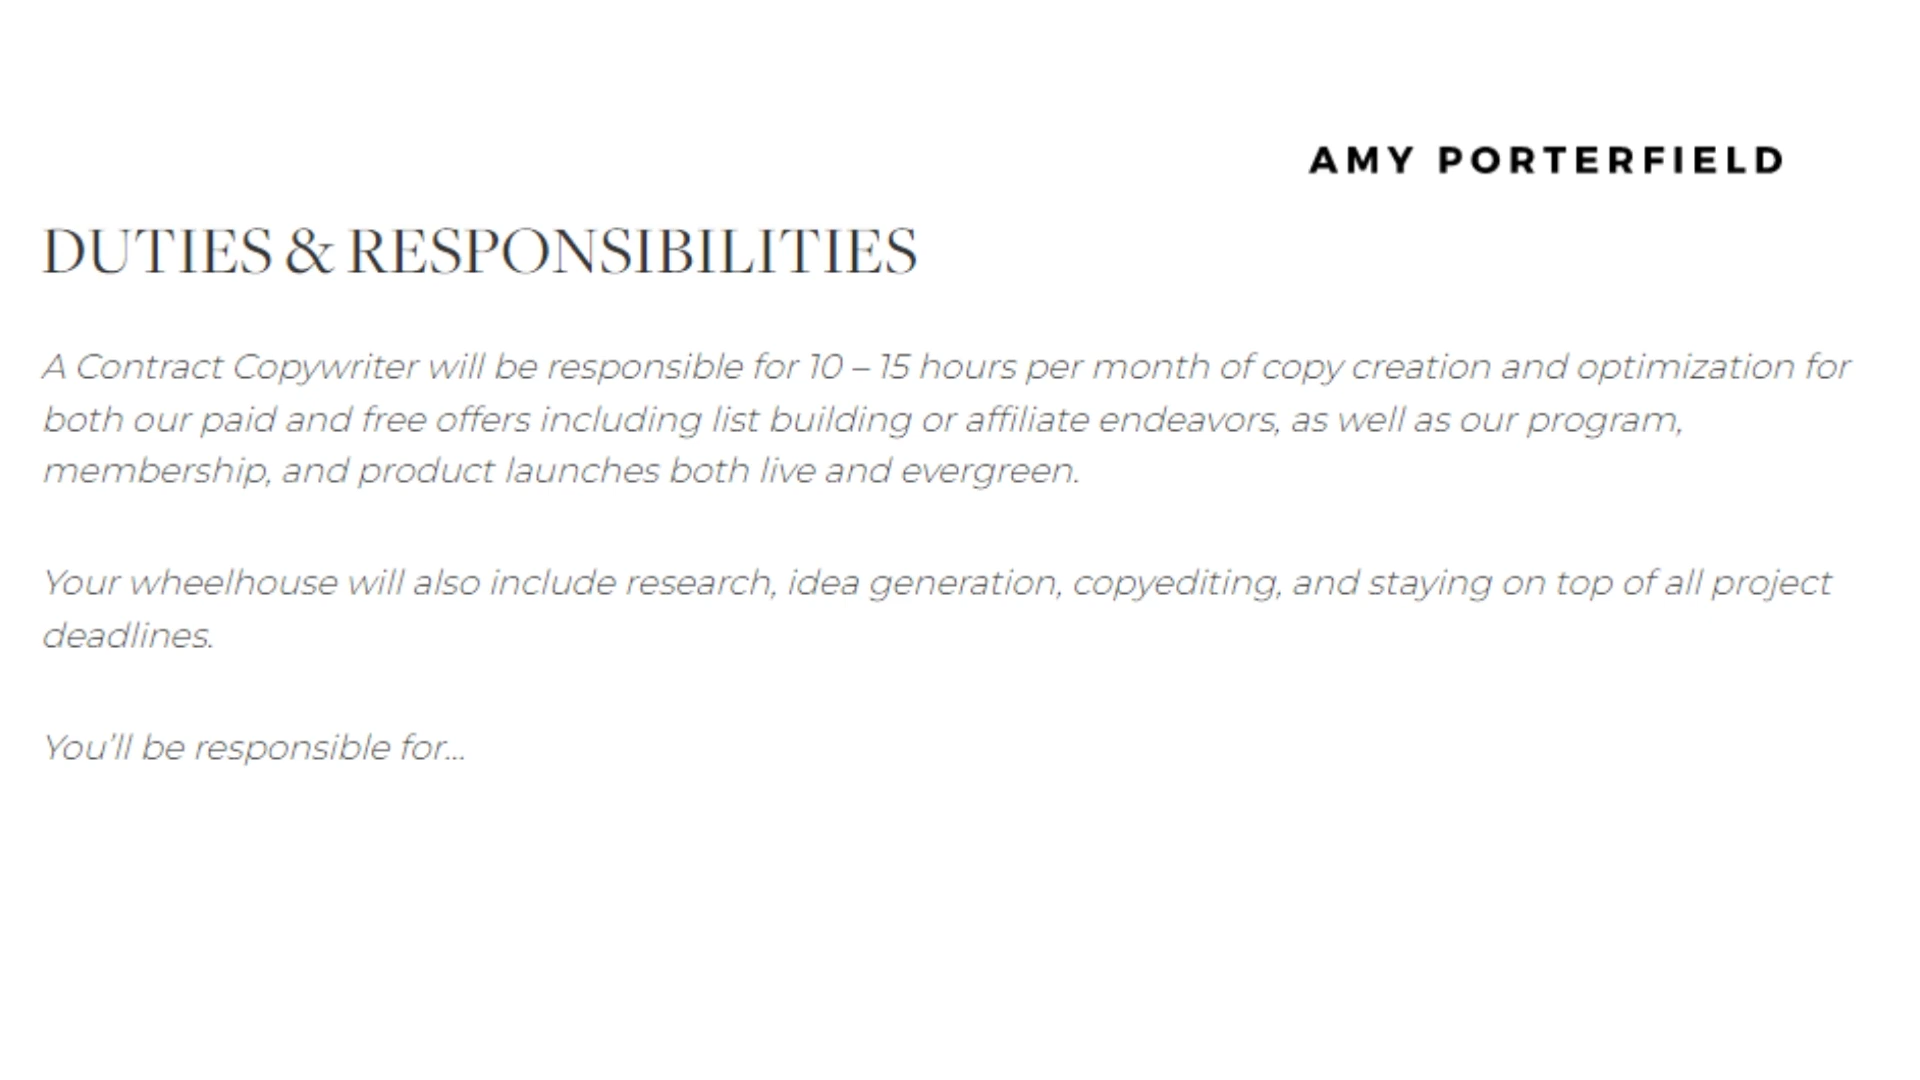 AMY PORTERFIELD
DUTIES & RESPONSIBILITIES
A Contract Copywriter will be responsible for 10 – 15 hours per month of copy creation and optimization for
both our paid and free offers including list building or affiliate endeavors, as well as our program,
membership, and product launches both live and evergreen.
Your wheelhouse will also include research, idea generation, copyediting, and staying on top of all project
deadlines.
You’ll be responsible for…